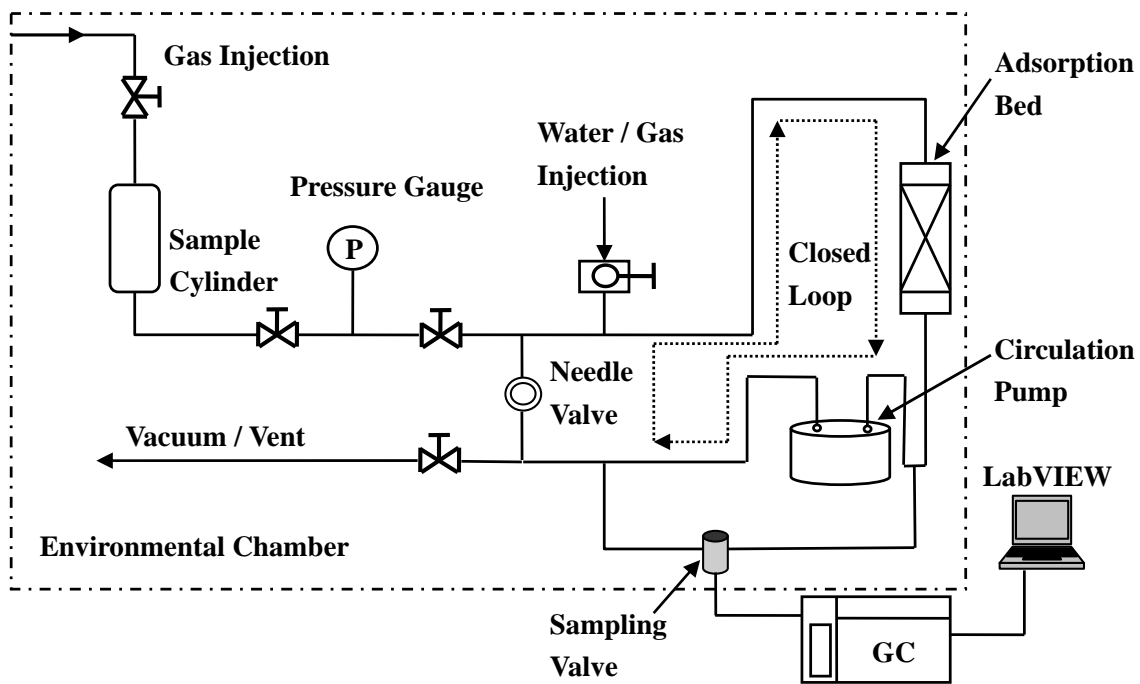 Gas Injection
Adsorption
Bed
Water / Gas
Injection
Pressure Gauge
P
Sample
Cylinder
Closed
Loop
Circulation
Pump
Needle
Valve
Vacuum / Vent
LabVIEW
Environmental Chamber
Sampling
Valve
GC